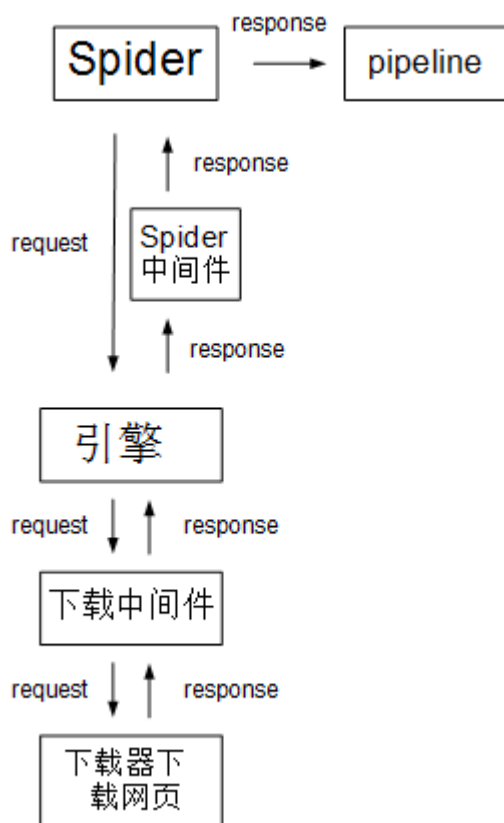 response
Spider
pipeline
response
request
Spider
中间件
response
引擎
request
response
下载中间件
request
response
下载器下
载网页